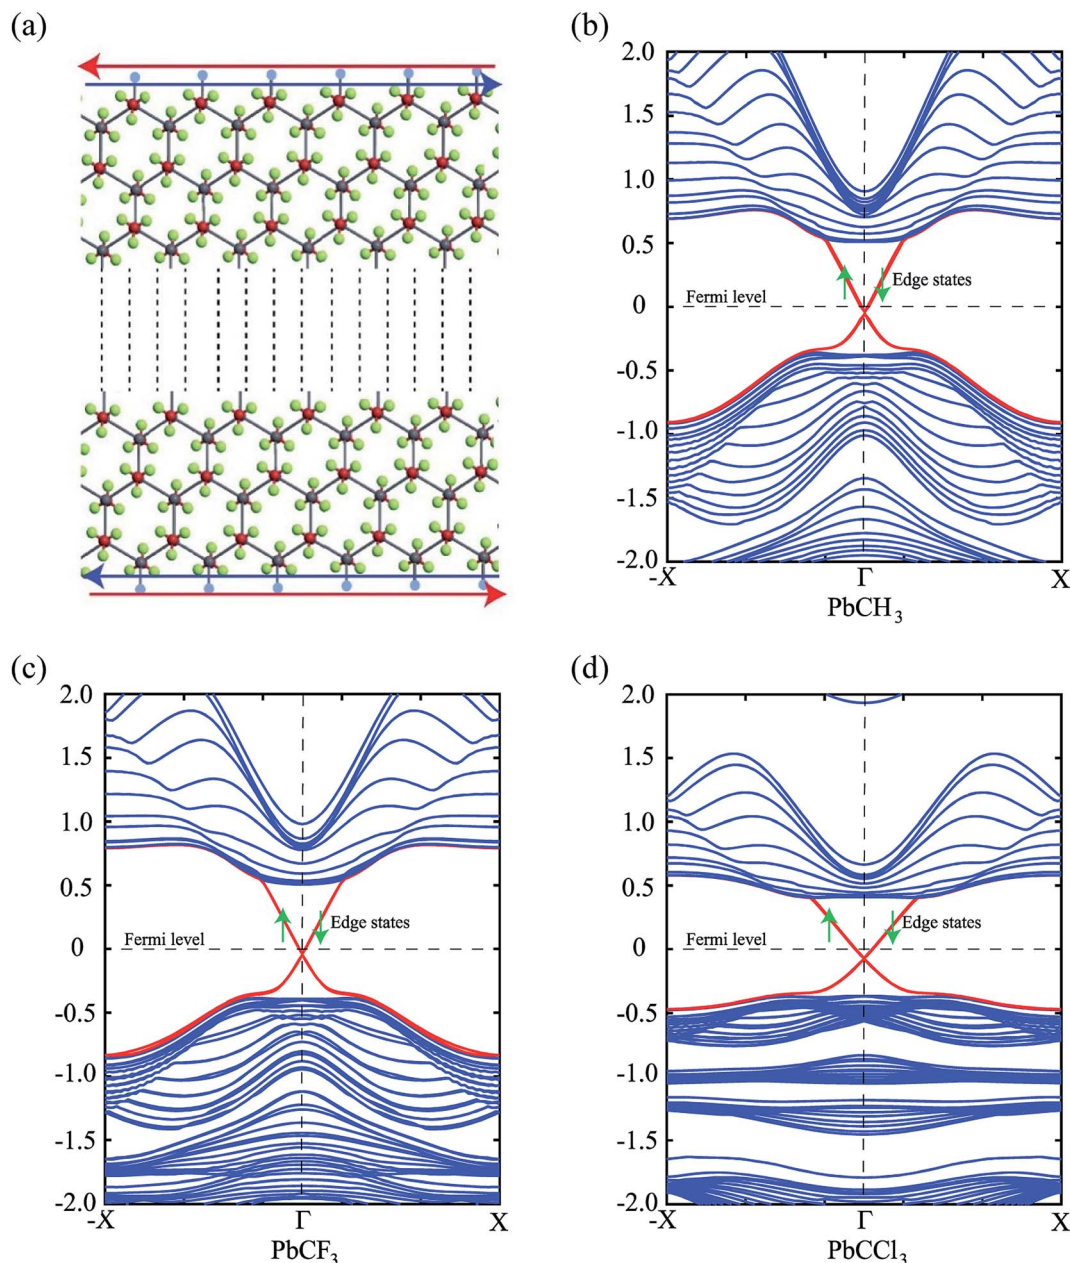 (a)
(b)
2.0
1.5
1.0
0.5
0
-0.5
-1.0
-1.5
-2.0
Fermi level
Edge states
-X Γ X
PbCH₃
(c)
2.0
1.5
1.0
0.5
0
-0.5
-1.0
-1.5
-2.0
Fermi level
Edge states
-X Γ X
PbCF₃
(d)
2.0
1.5
1.0
0.5
0
-0.5
-1.0
-1.5
-2.0
Fermi level
Edge states
-X Γ X
PbCCl₃